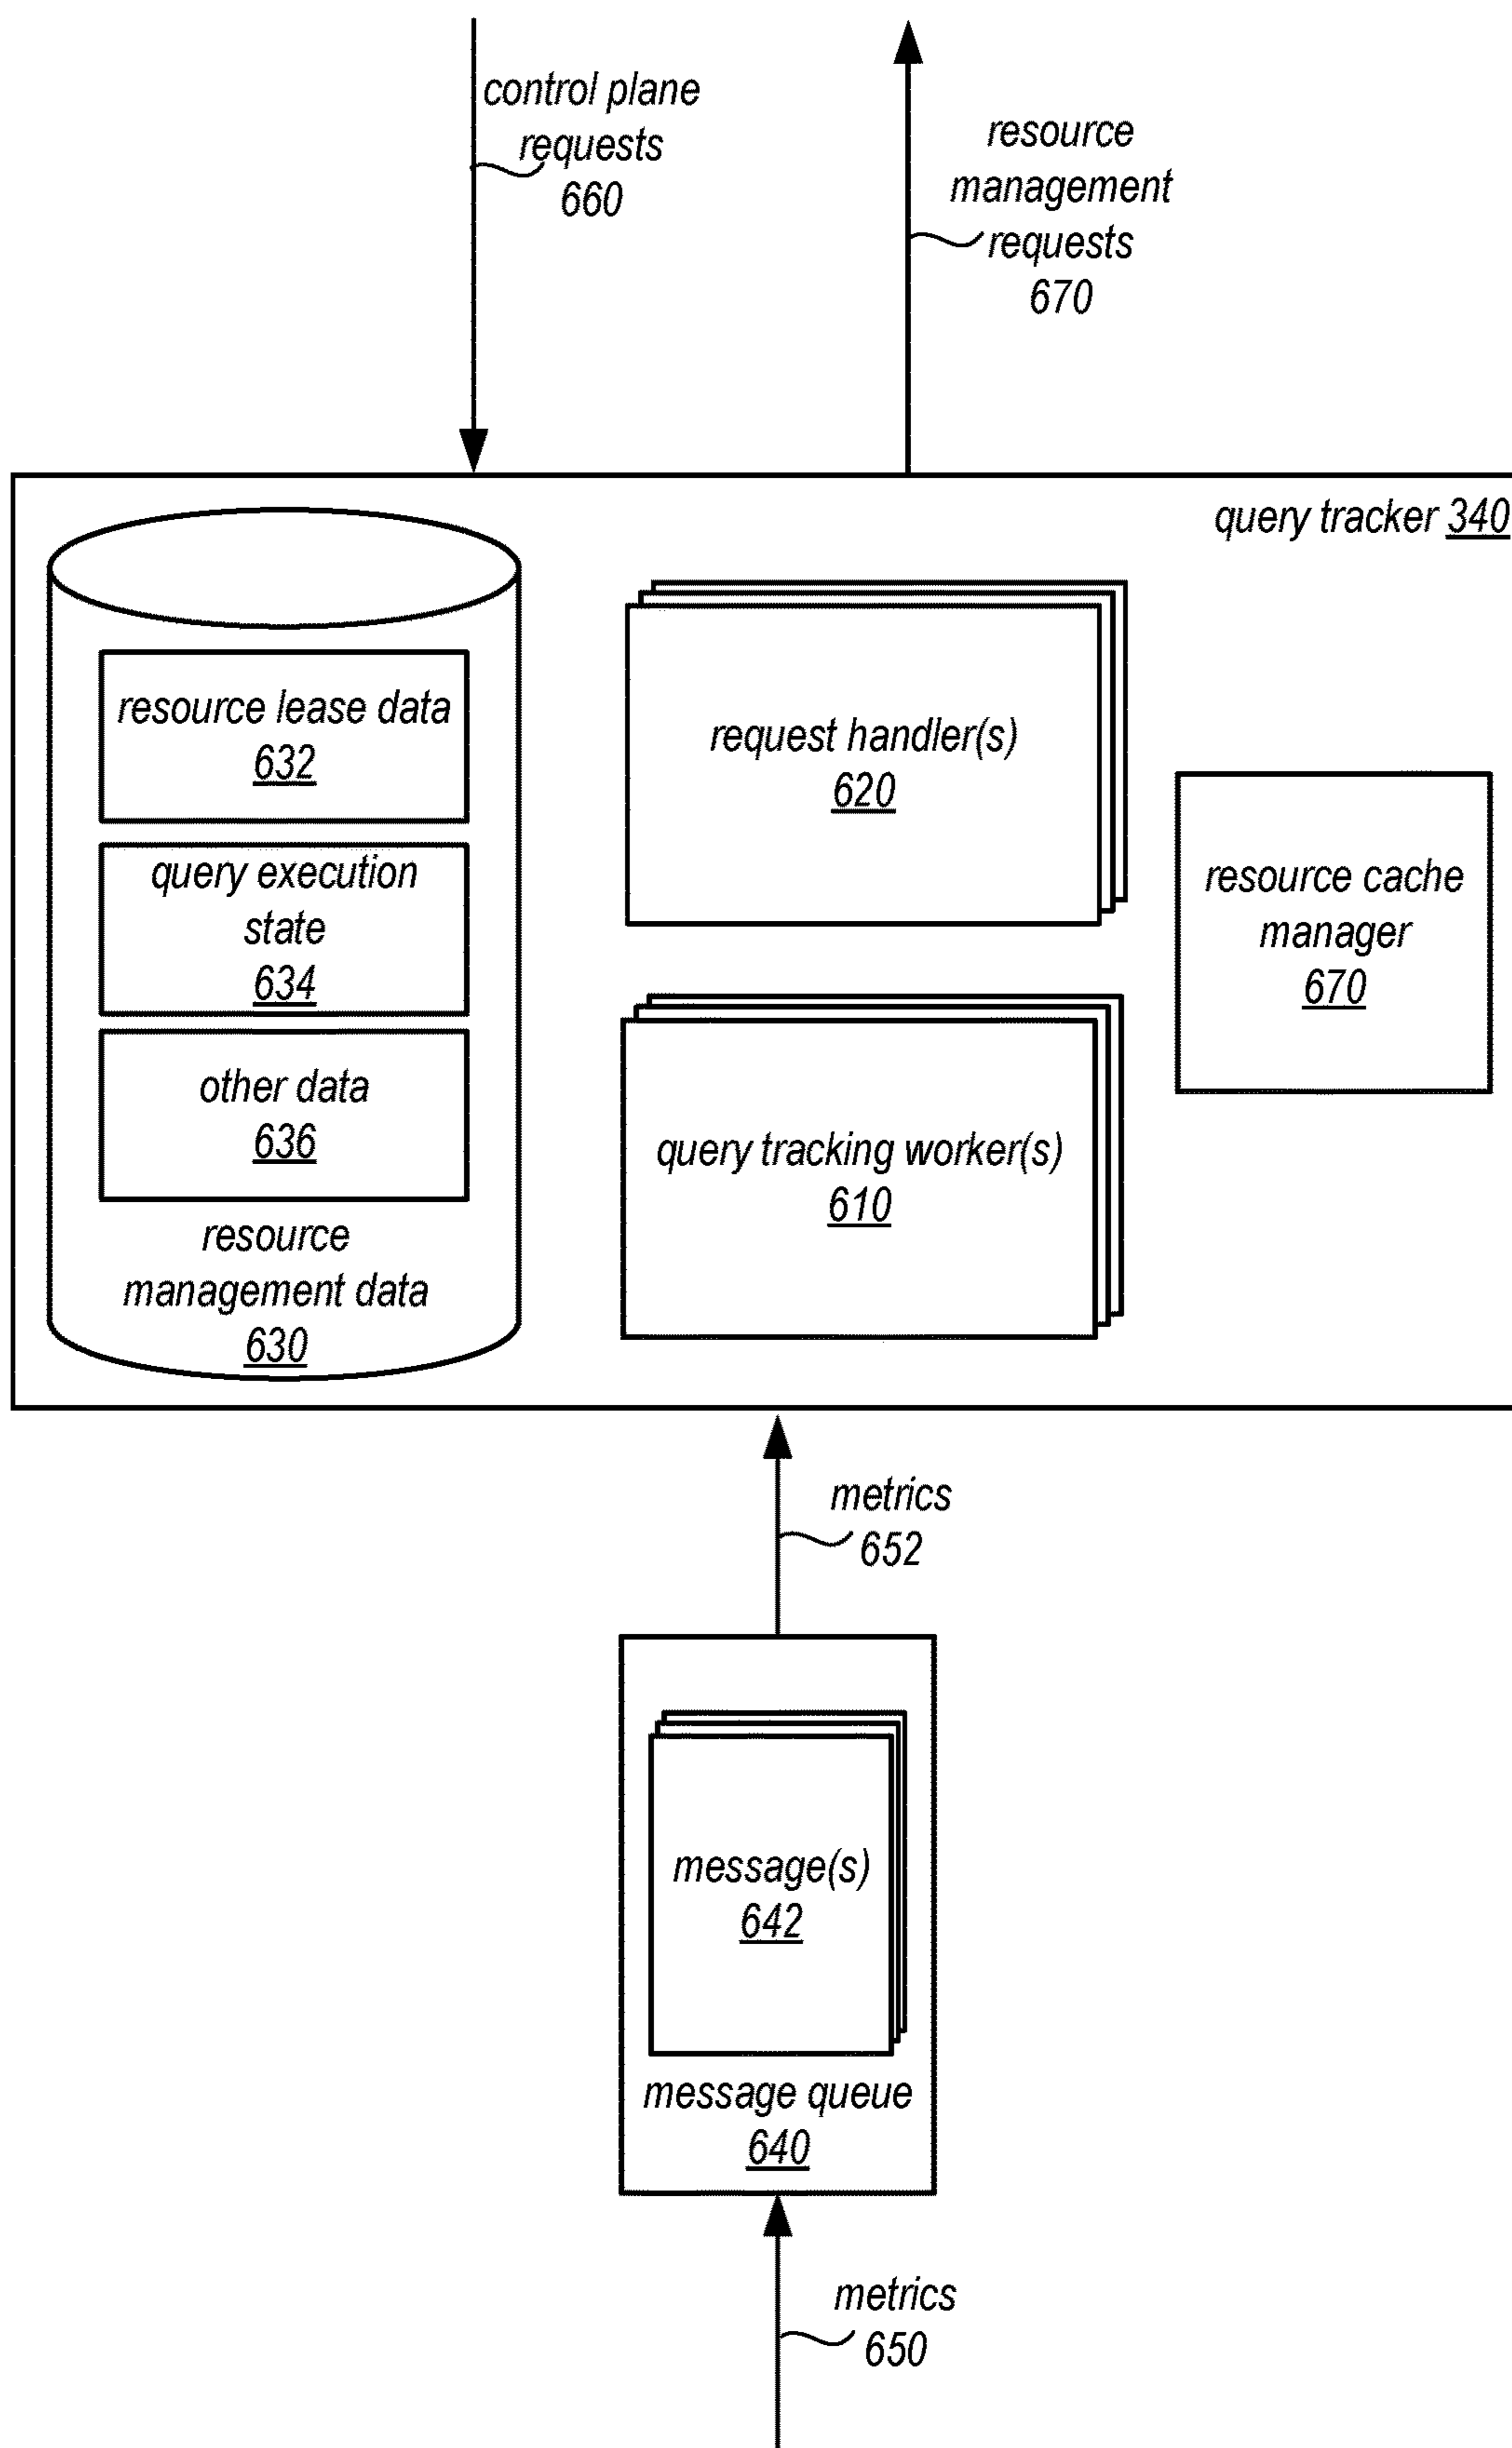 control plane
requests
660
resource
management
requests
670
query tracker 340
resource lease data
632
query execution
state
634
other data
636
resource
management data
630
request handler(s)
620
query tracking worker(s)
610
resource cache
manager
670
metrics
652
message(s)
642
message queue
640
metrics
650